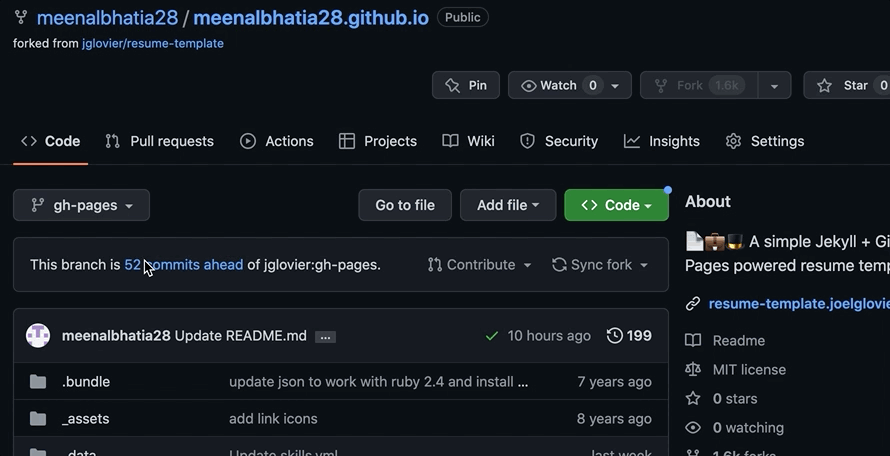 meenalbhatia28 / meenalbhatia28.github.io Public
forked from jglovier/resume-template
Pin Watch 0 Fork 1.6k Star 0
Code Pull requests Actions Projects Wiki Security Insights Settings
gh-pages Go to file Add file Code
About
This branch is 52 commits ahead of jglovier:gh-pages. Contribute Sync fork
A simple Jekyll + Gi
Pages powered resume temp
resume-template.joelglovie
meenalbhatia28 Update README.md ... 10 hours ago 199
Readme
.bundle update json to work with ruby 2.4 and install ... 7 years ago
MIT license
0 stars
_assets add link icons 8 years ago
0 watching
_data Update skills.yml last week
1.6k forks